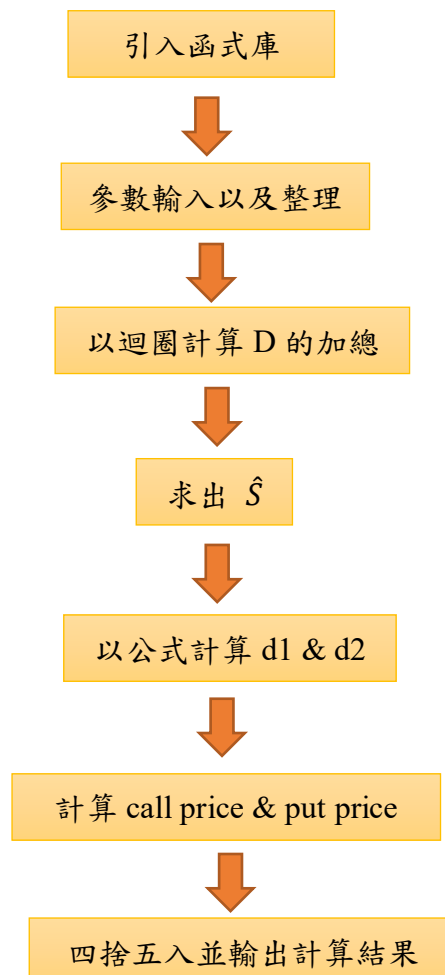 引入函式庫
參數輸入以及整理
以迴圈計算 D 的加總
求出 Ŝ
以公式計算 d1 & d2
計算 call price & put price
四捨五入並輸出計算結果